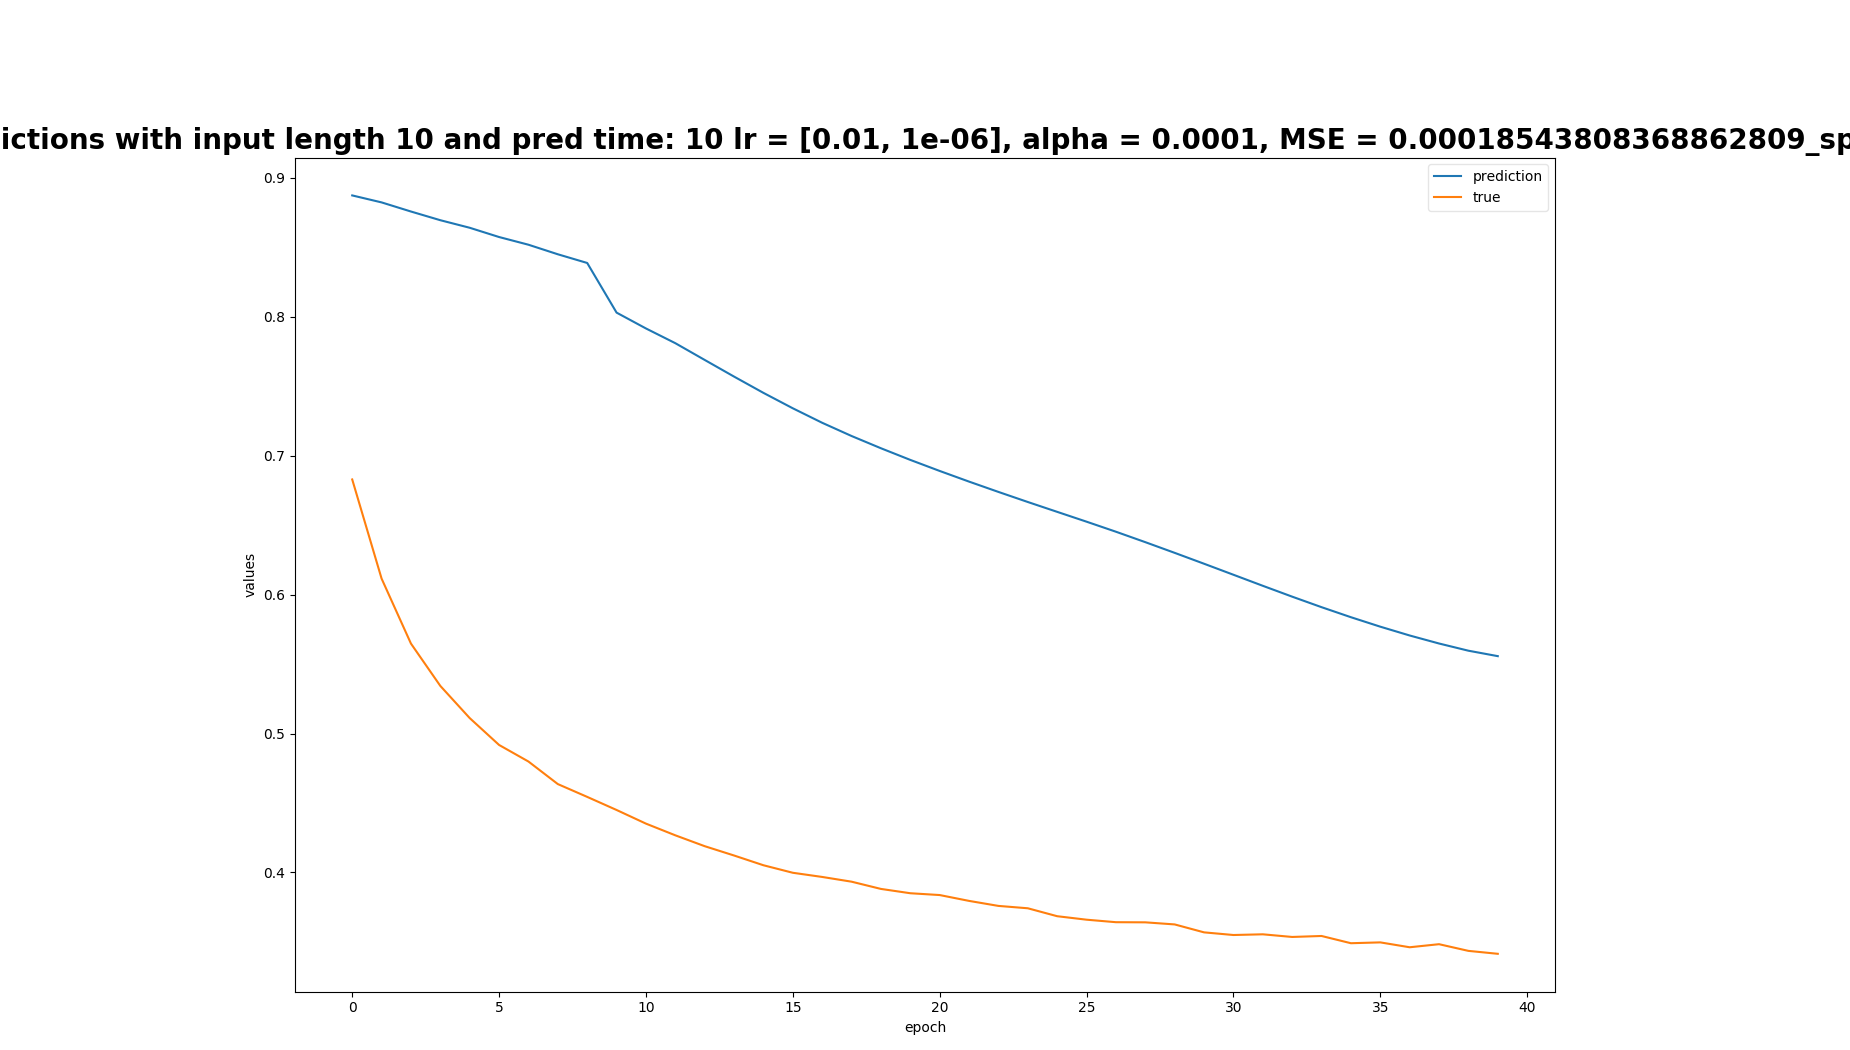 ictions with input length 10 and pred time: 10 lr = [0.01, 1e-06], alpha = 0.0001, MSE = 0.00018543808368862809_sp
prediction
true
0.9
0.8
0.7
0.6
0.5
0.4
values
0 5 10 15 20 25 30 35 40
epoch